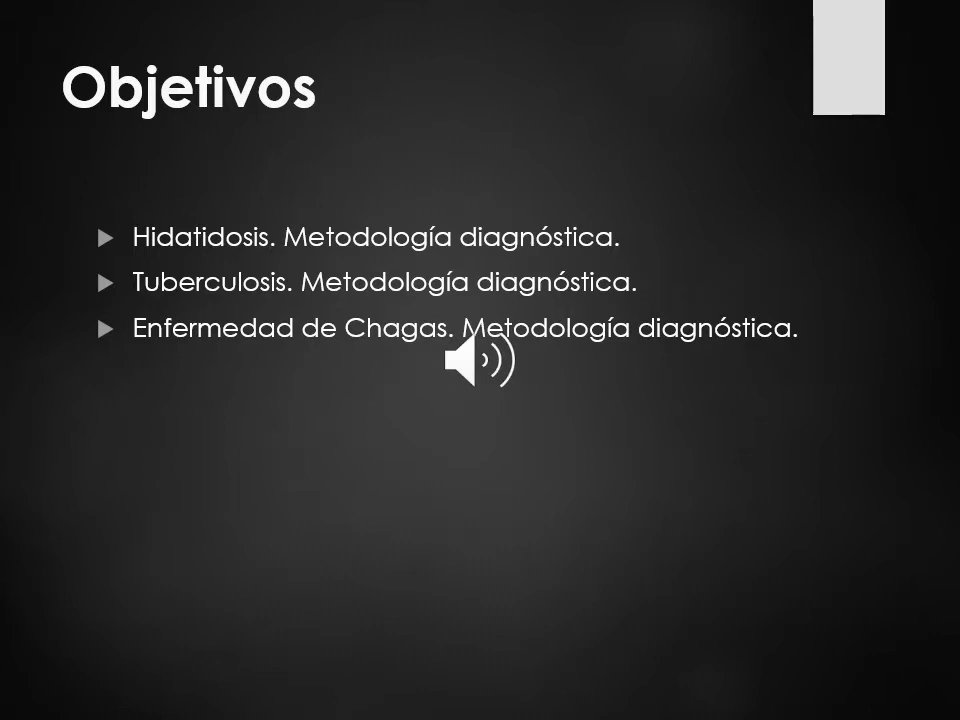 Objetivos
Hidatidosis. Metodología diagnóstica.
Tuberculosis. Metodología diagnóstica.
Enfermedad de Chagas. Metodología diagnóstica.